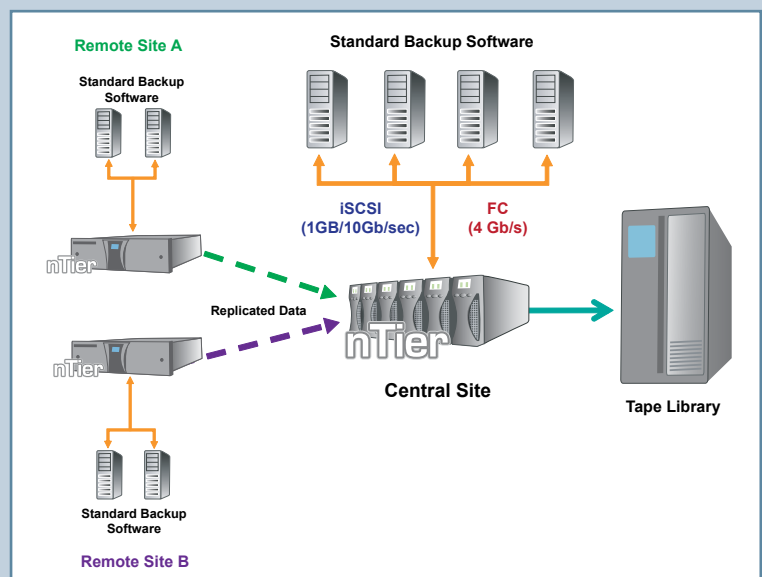 Remote Site A
Standard Backup
Software
nTier
Standard Backup Software
iSCSI
(1GB/10Gb/sec)
FC
(4 Gb/s)
Replicated Data
nTier
Central Site
Tape Library
nTier
Standard Backup
Software
Remote Site B